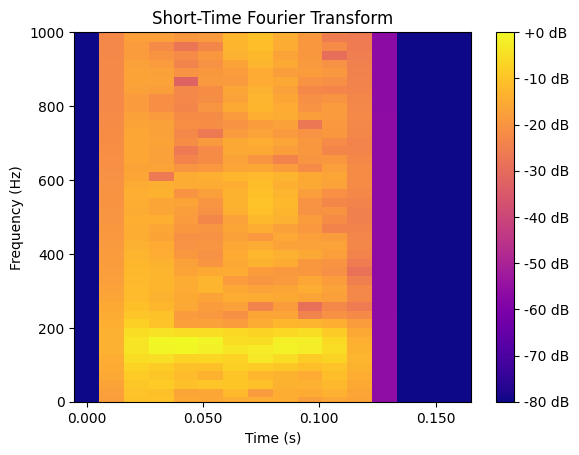 Short-Time Fourier Transform
Frequency (Hz)
1000
800
600
400
200
0
0.000
0.050
0.100
0.150
Time (s)
+0 dB
-10 dB
-20 dB
-30 dB
-40 dB
-50 dB
-60 dB
-70 dB
-80 dB